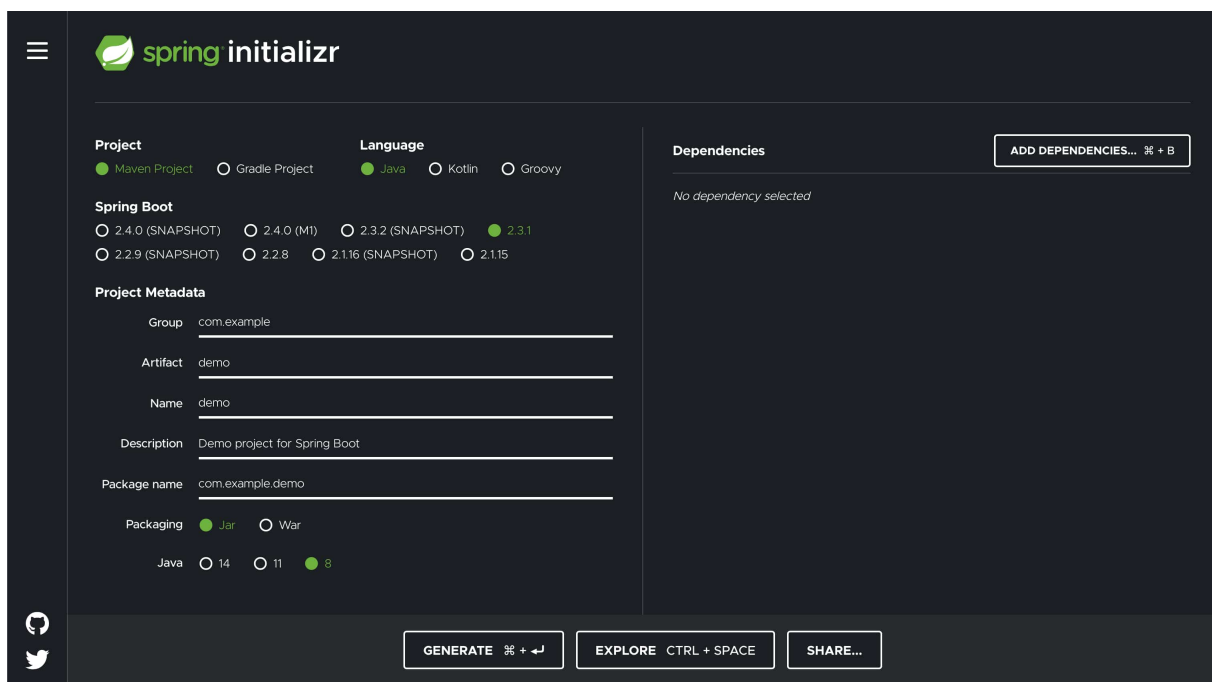 spring initializr
Project
Maven Project Gradle Project
Language
Java Kotlin Groovy
Spring Boot
2.4.0 (SNAPSHOT) 2.4.0 (M1) 2.3.2 (SNAPSHOT) 2.3.1
2.2.9 (SNAPSHOT) 2.2.8 2.1.16 (SNAPSHOT) 2.1.15
Project Metadata
Group com.example
Artifact demo
Name demo
Description Demo project for Spring Boot
Package name com.example.demo
Packaging Jar War
Java 14 11 8
Dependencies
ADD DEPENDENCIES... ⌘ + B
No dependency selected
GENERATE ⌘ + ↵
EXPLORE CTRL + SPACE
SHARE...